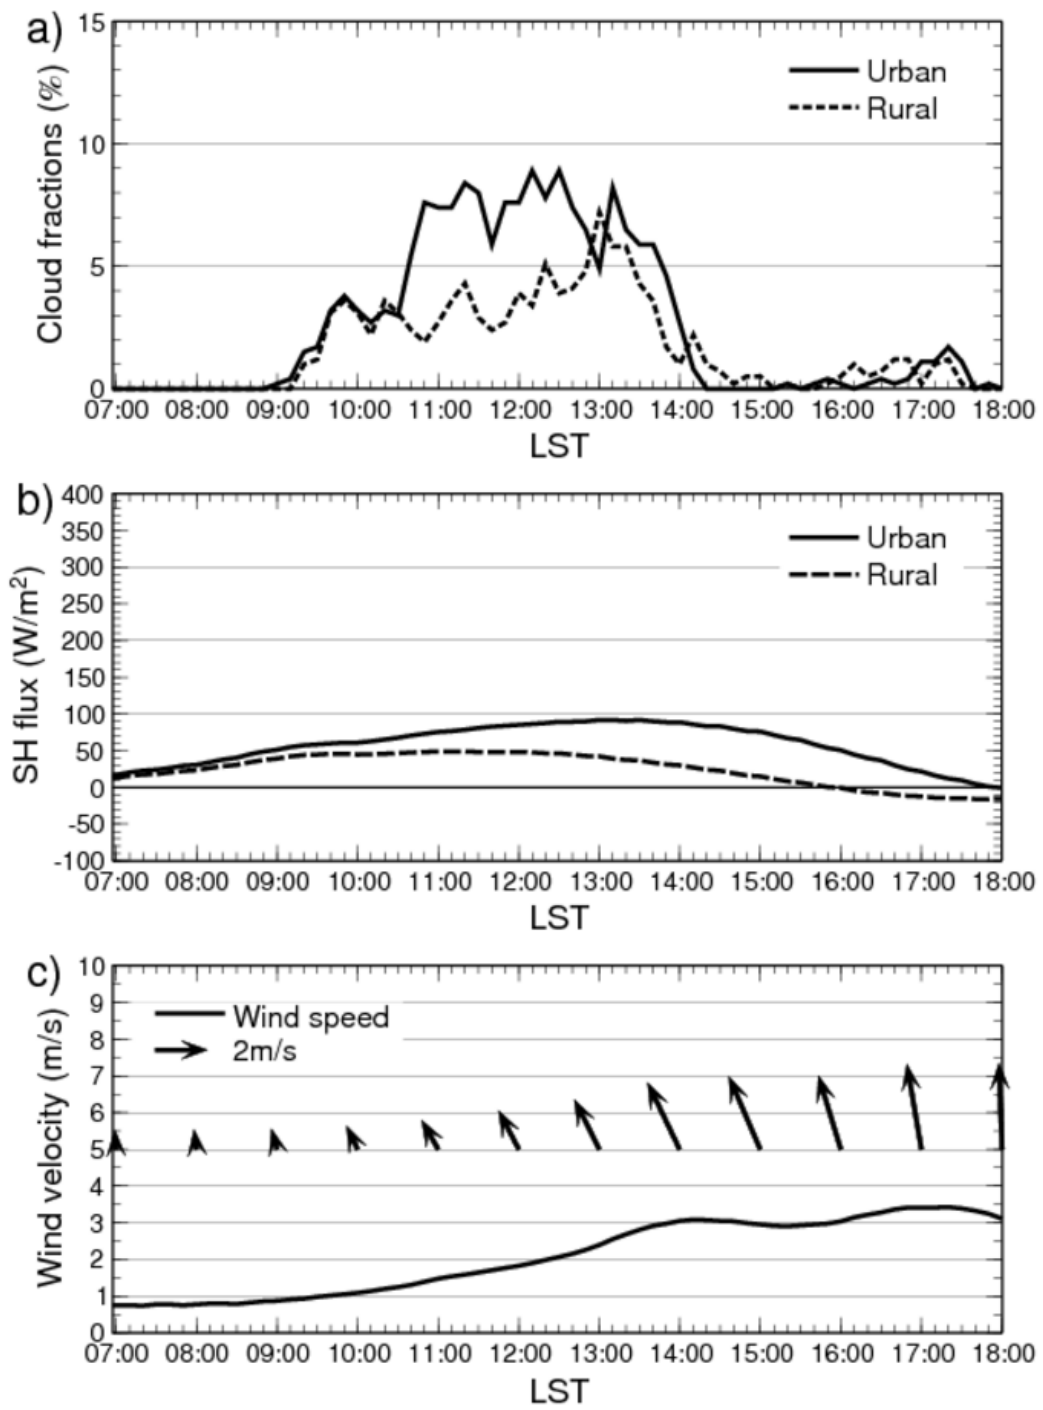 a)
Cloud fractions (%)
15
10
5
0
Urban
Rural
07:00 08:00 09:00 10:00 11:00 12:00 13:00 14:00 15:00 16:00 17:00 18:00
LST
b)
SH flux (W/m²)
400
350
300
250
200
150
100
50
0
-50
-100
Urban
Rural
07:00 08:00 09:00 10:00 11:00 12:00 13:00 14:00 15:00 16:00 17:00 18:00
LST
c)
Wind velocity (m/s)
10
9
8
7
6
5
4
3
2
1
0
Wind speed
2m/s
07:00 08:00 09:00 10:00 11:00 12:00 13:00 14:00 15:00 16:00 17:00 18:00
LST